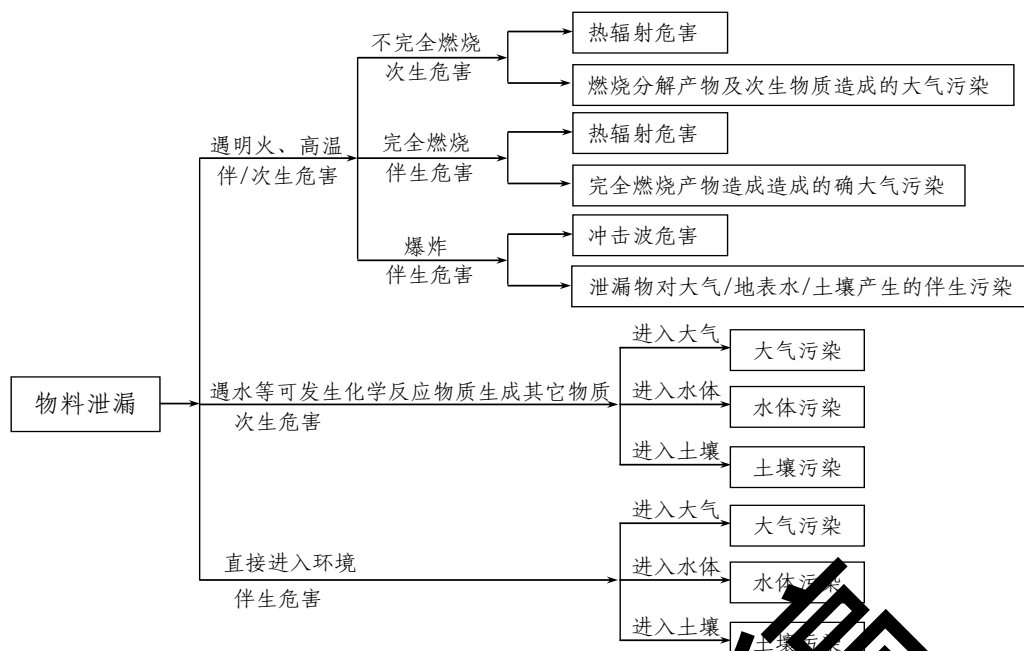 不完全燃烧
次生危害
热辐射危害
燃烧分解产物及次生物质造成的大气污染
遇明火、高温
伴/次生危害
完全燃烧
伴生危害
热辐射危害
完全燃烧产物造成造成的确大气污染
爆炸
伴生危害
冲击波危害
泄漏物对大气/地表水/土壤产生的伴生污染
物料泄漏
遇水等可发生化学反应物质生成其它物质
次生危害
进入大气
大气污染
进入水体
水体污染
进入土壤
土壤污染
直接进入环境
伴生危害
进入大气
大气污染
进入水体
水体污染
进入土壤
土壤污染